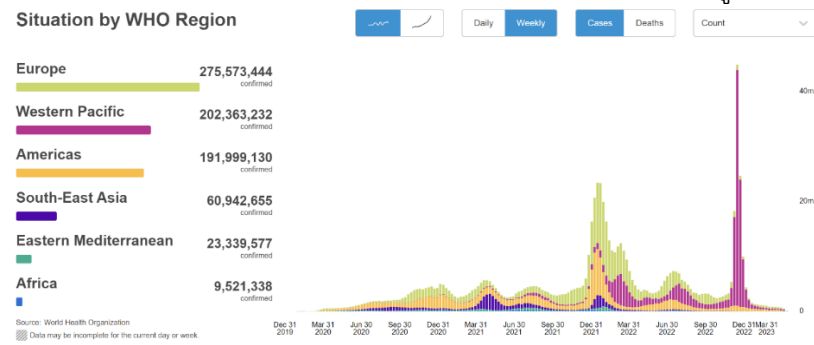 Situation by WHO Region
Daily Weekly Cases Deaths Count
Europe 275,573,444
confirmed
Western Pacific 202,363,232
confirmed
Americas 191,999,130
confirmed
South-East Asia 60,942,655
confirmed
Eastern Mediterranean 23,339,577
confirmed
Africa 9,521,338
confirmed
Source: World Health Organization
Data may be incomplete for the current day or week.
40m
20m
0
Dec 31 Mar 31 Jun 30 Sep 30 Dec 31 Mar 31 Jun 30 Sep 30 Dec 31 Mar 31 Jun 30 Sep 30 Dec 31 Mar 31
2019 2020 2020 2020 2020 2021 2021 2021 2021 2022 2022 2022 2022 2023